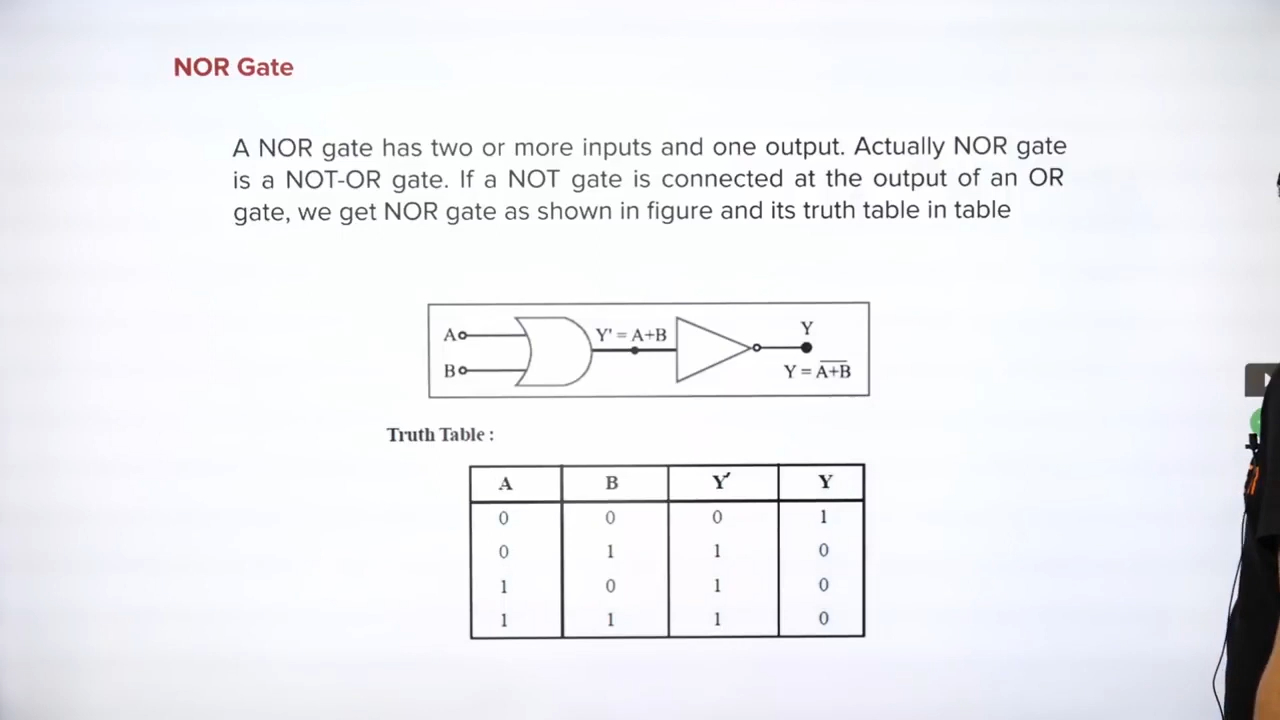 NOR Gate
A NOR gate has two or more inputs and one output. Actually NOR gate
is a NOT-OR gate. If a NOT gate is connected at the output of an OR
gate, we get NOR gate as shown in figure and its truth table in table
A Y' = A+B Y
B Y = A̅+̅B̅
Truth Table :
A B Y' Y
0 0 0 1
0 1 1 0
1 0 1 0
1 1 1 0